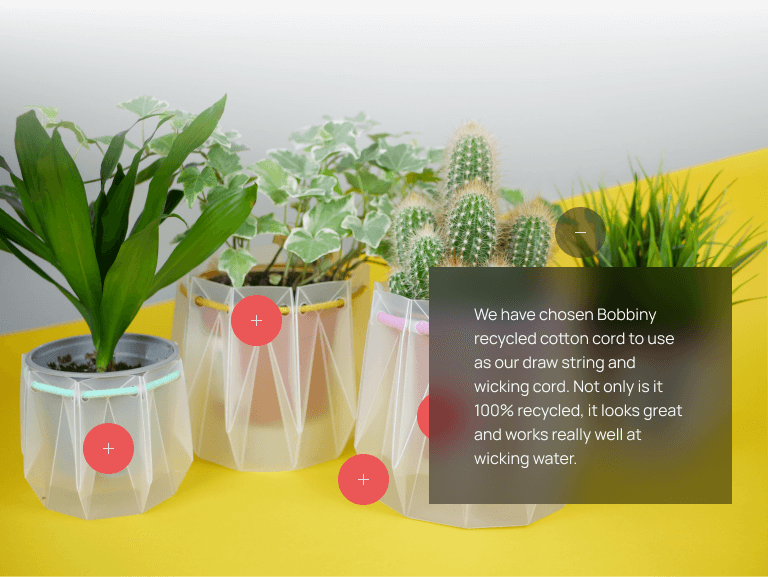 We have chosen Bobbiny
recycled cotton cord to use
as our draw string and
wicking cord. Not only is it
100% recycled, it looks great
and works really well at
wicking water.